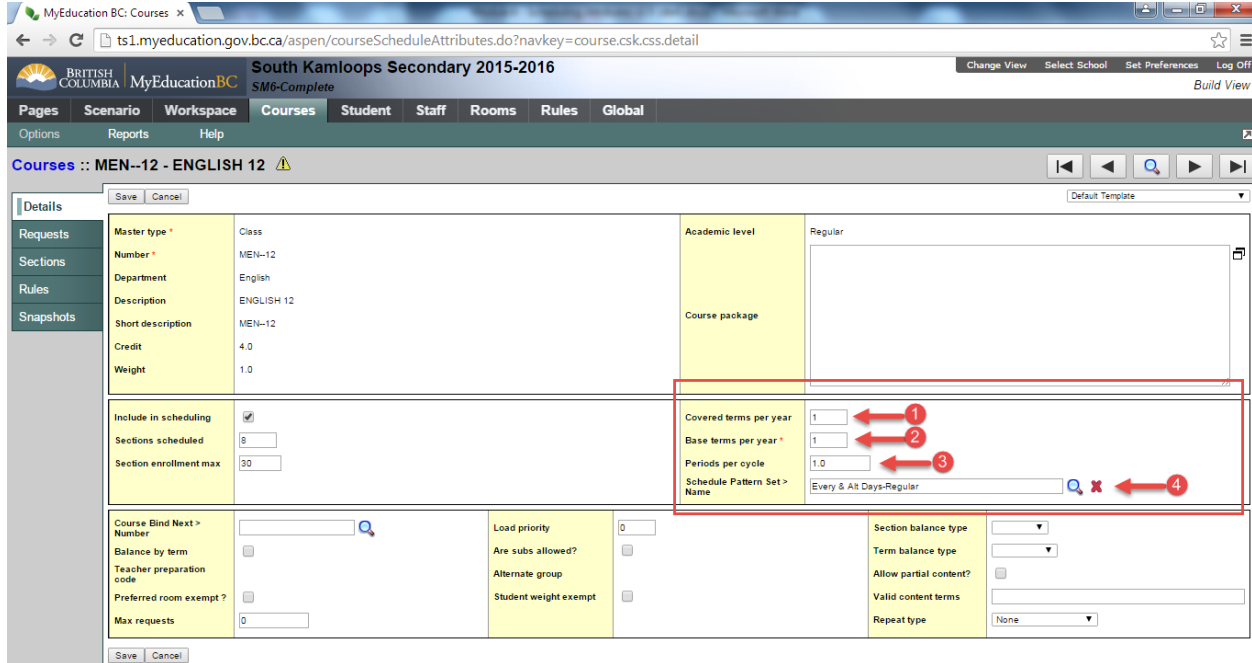 MyEducation BC: Courses ×
ts1.myeducation.gov.bc.ca/aspen/courseScheduleAttributes.do?navkey=course.csk.css.detail
BRITISH COLUMBIA MyEducationBC
South Kamloops Secondary 2015-2016
SM6-Complete
Change View Select School Set Preferences Log Off
Build View
Pages Scenario Workspace Courses Student Staff Rooms Rules Global
Options Reports Help
Courses :: MEN--12 - ENGLISH 12
Details
Requests
Sections
Rules
Snapshots
Save Cancel
Default Template
Master type * Class
Number * MEN--12
Department English
Description ENGLISH 12
Short description MEN--12
Credit 4.0
Weight 1.0
Academic level Regular
Course package
Include in scheduling
Sections scheduled 8
Section enrollment max 30
Covered terms per year 1 1
Base terms per year * 1 2
Periods per cycle 1.0 3
Schedule Pattern Set >
Name Every & Alt Days-Regular 4
Course Bind Next >
Number
Balance by term
Teacher preparation
code
Preferred room exempt ?
Max requests 0
Load priority 0
Are subs allowed?
Alternate group
Student weight exempt
Section balance type
Term balance type
Allow partial content?
Valid content terms
Repeat type None
Save Cancel